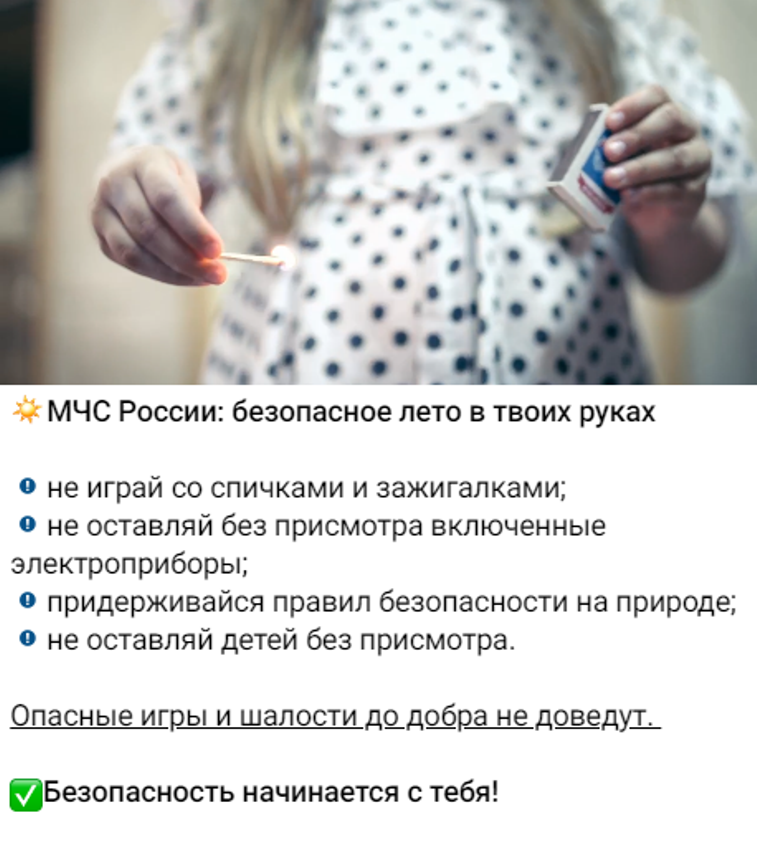 ☀️МЧС России: безопасное лето в твоих руках
не играй со спичками и зажигалками;
не оставляй без присмотра включенные
электроприборы;
придерживайся правил безопасности на природе;
не оставляй детей без присмотра.
Опасные игры и шалости до добра не доведут.
✅Безопасность начинается с тебя!